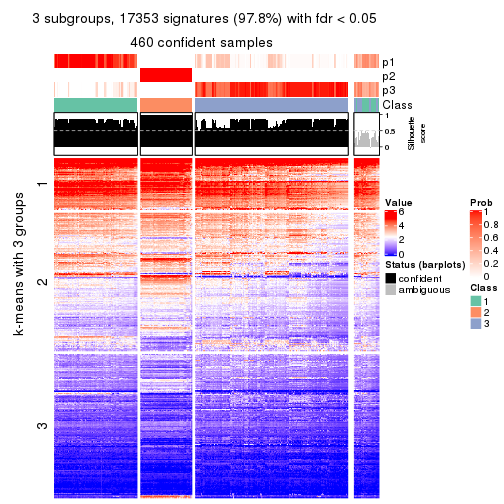 3 subgroups, 17353 signatures (97.8%) with fdr < 0.05
460 confident samples
p1
p2
p3
Class
1
0.5
0
Silhouette
score
k-means with 3 groups
1
2
3
Value
6
4
2
0
Status (barplots)
confident
ambiguous
Prob
1
0.8
0.6
0.4
0.2
0
Class
1
2
3